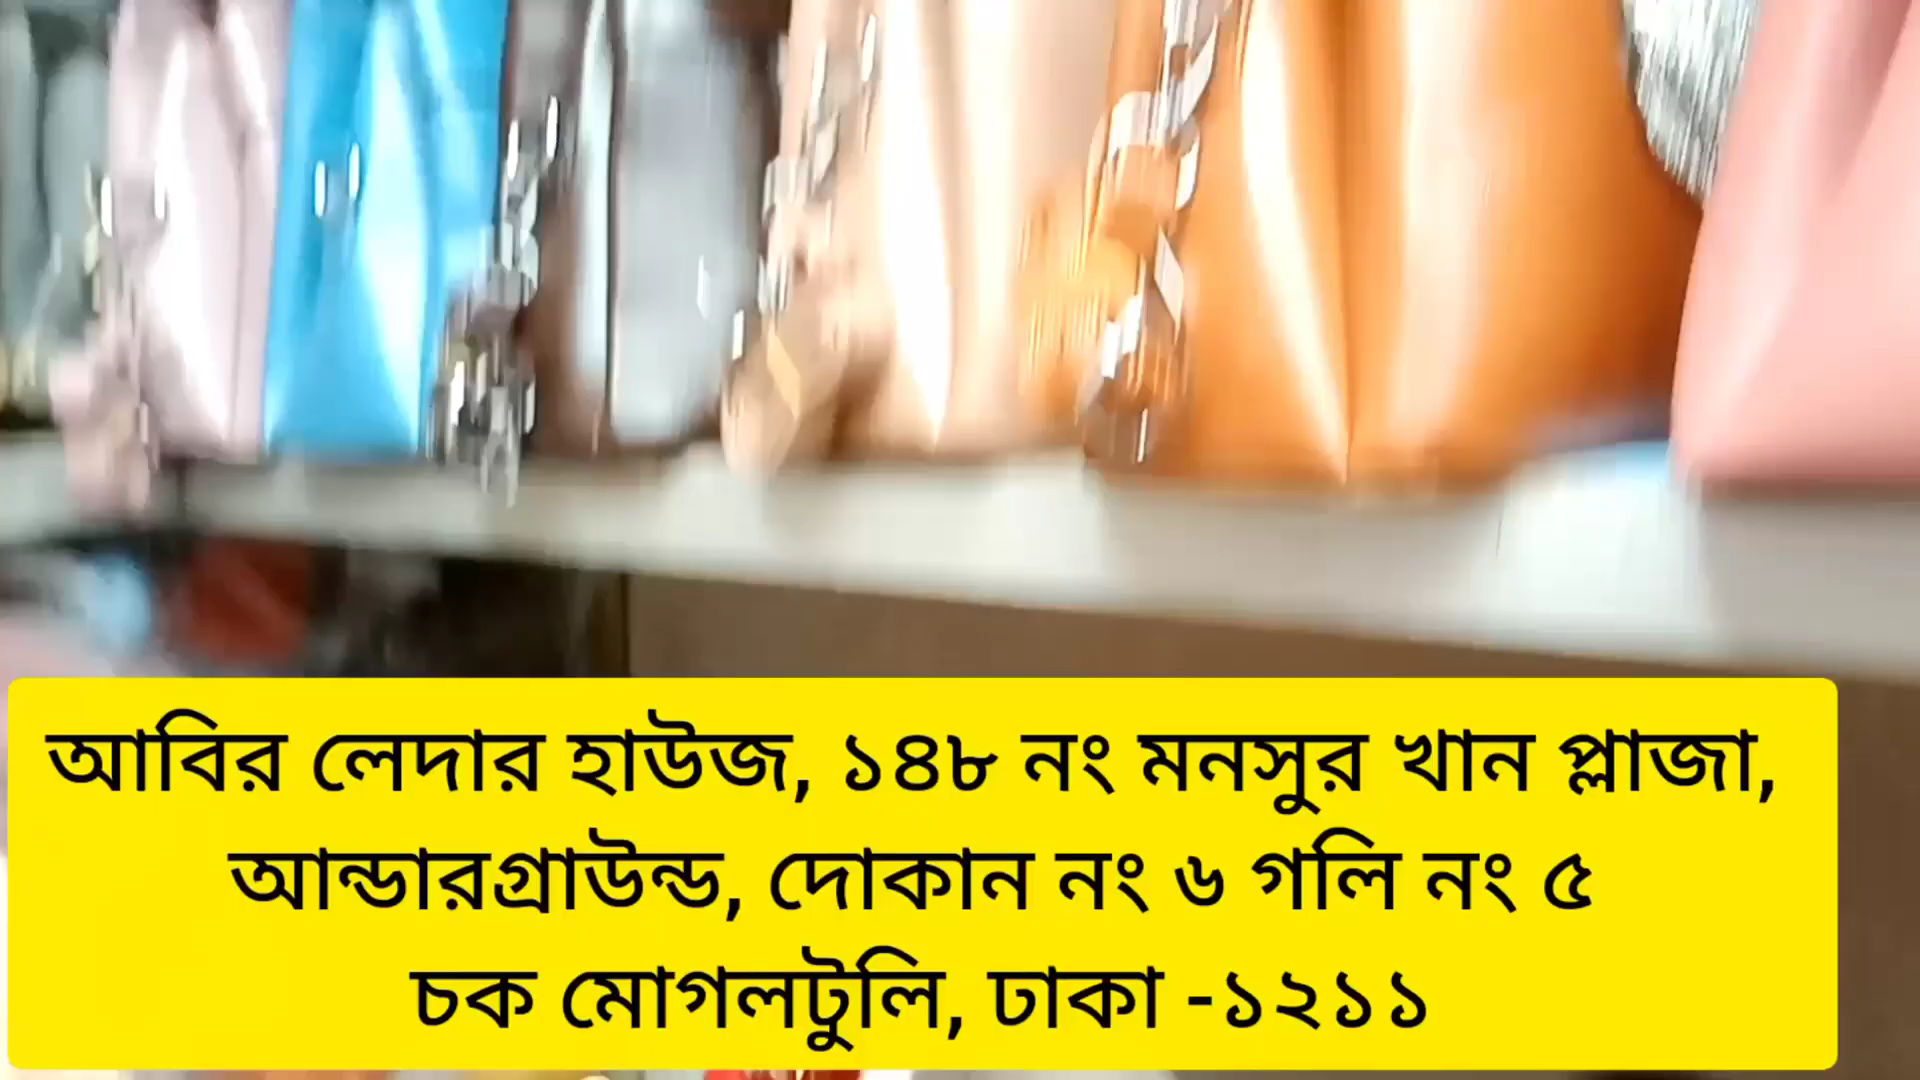 আবির লেদার হাউজ, ১৪৮ নং মনসুর খান প্লাজা,
আন্ডারগ্রাউন্ড, দোকান নং ৬ গলি নং ৫
চক মোগলটুলি, ঢাকা -১২১১